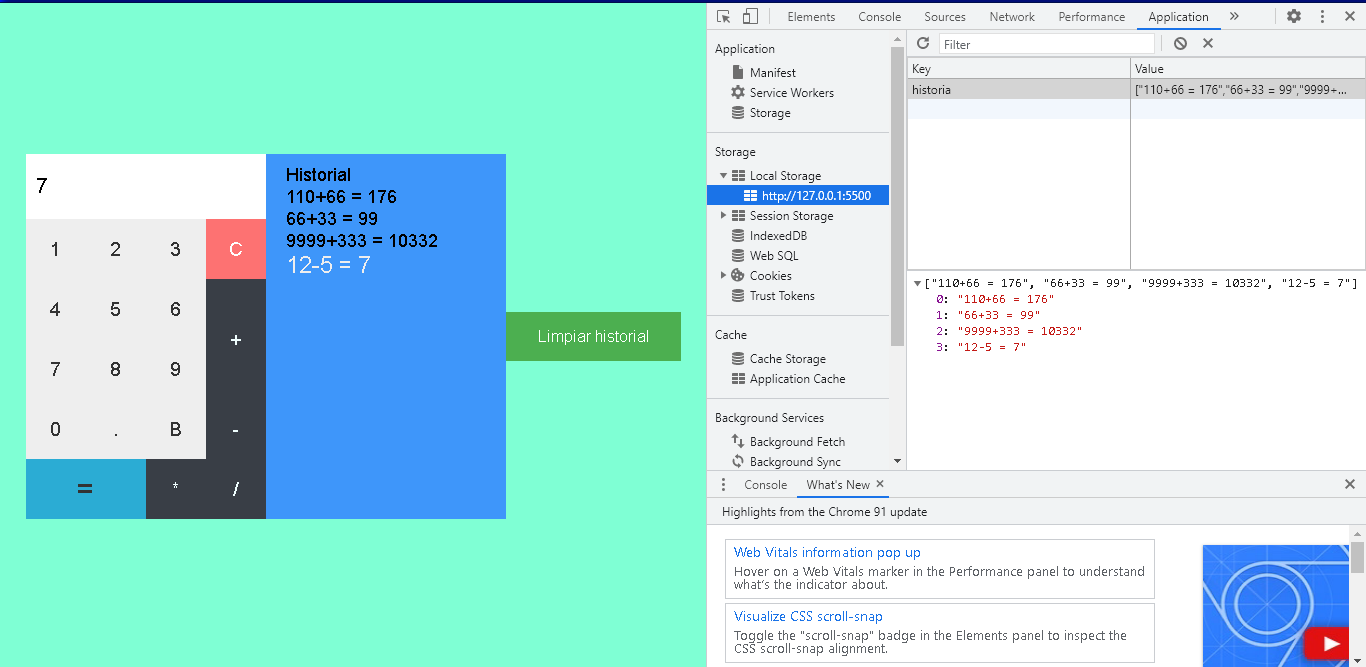 7
1 2 3 C
4 5 6
+
7 8 9
0 . B -
= * /
Historial
110+66 = 176
66+33 = 99
9999+333 = 10332
12-5 = 7
Limpiar historial
Elements Console Sources Network Performance Application »
Application
Manifest
Service Workers
Storage
Storage
Local Storage
http://127.0.0.1:5500
Session Storage
IndexedDB
Web SQL
Cookies
Trust Tokens
Cache
Cache Storage
Application Cache
Background Services
Background Fetch
Background Sync
Filter
Key Value
historia ["110+66 = 176","66+33 = 99","9999+...
["110+66 = 176", "66+33 = 99", "9999+333 = 10332", "12-5 = 7"]
0: "110+66 = 176"
1: "66+33 = 99"
2: "9999+333 = 10332"
3: "12-5 = 7"
Console What's New
Highlights from the Chrome 91 update
Web Vitals information pop up
Hover on a Web Vitals marker in the Performance panel to understand
what's the indicator about.
Visualize CSS scroll-snap
Toggle the "scroll-snap" badge in the Elements panel to inspect the
CSS scroll-snap alignment.